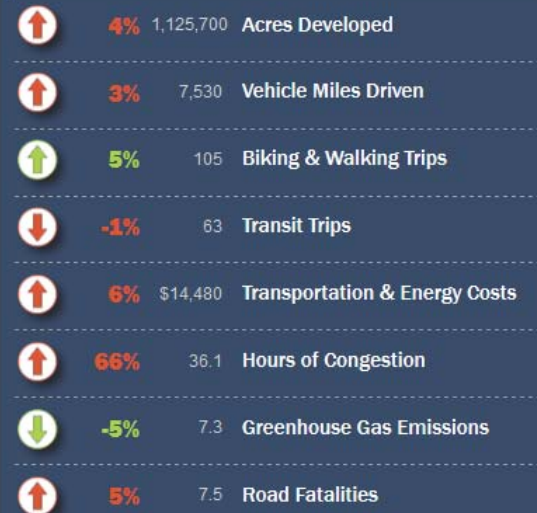 4% 1,125,700 Acres Developed
3% 7,530 Vehicle Miles Driven
5% 105 Biking & Walking Trips
-1% 63 Transit Trips
6% $14,480 Transportation & Energy Costs
66% 36.1 Hours of Congestion
-5% 7.3 Greenhouse Gas Emissions
5% 7.5 Road Fatalities